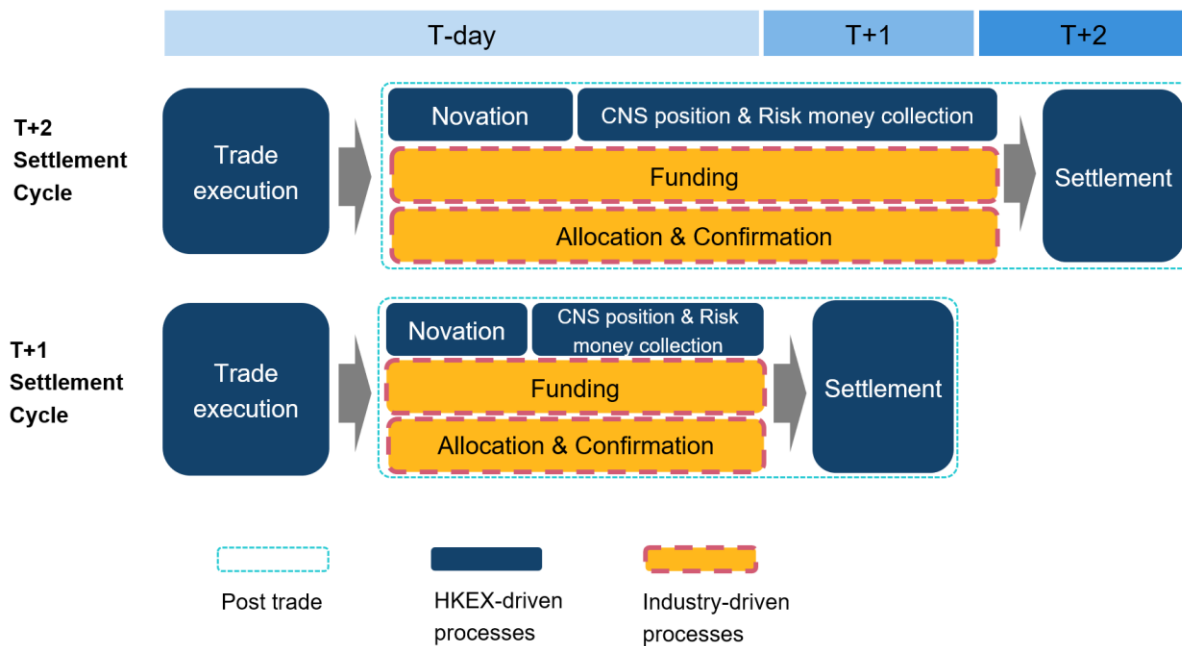 T-day
T+1
T+2
T+2
Settlement
Cycle
Trade
execution
Novation
CNS position & Risk money collection
Funding
Allocation & Confirmation
Settlement
T+1
Settlement
Cycle
Trade
execution
Novation
CNS position & Risk
money collection
Funding
Allocation & Confirmation
Settlement
Post trade
HKEX-driven
processes
Industry-driven
processes